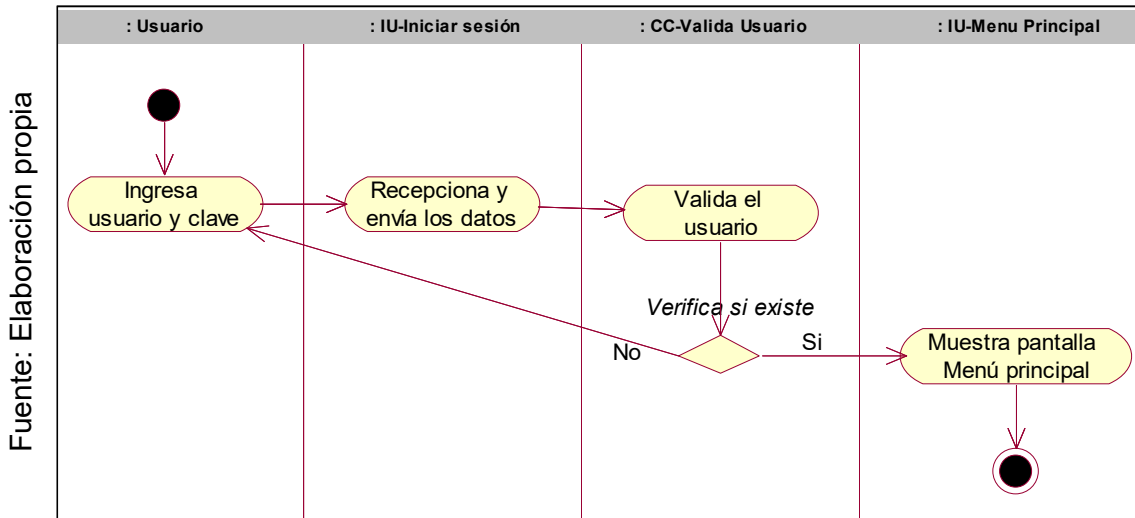 : Usuario
: IU-Iniciar sesión
: CC-Valida Usuario
: IU-Menu Principal
Fuente: Elaboración propia
Ingresa
usuario y clave
Recepciona y
envía los datos
Valida el
usuario
Verifica si existe
No
Si
Muestra pantalla
Menú principal